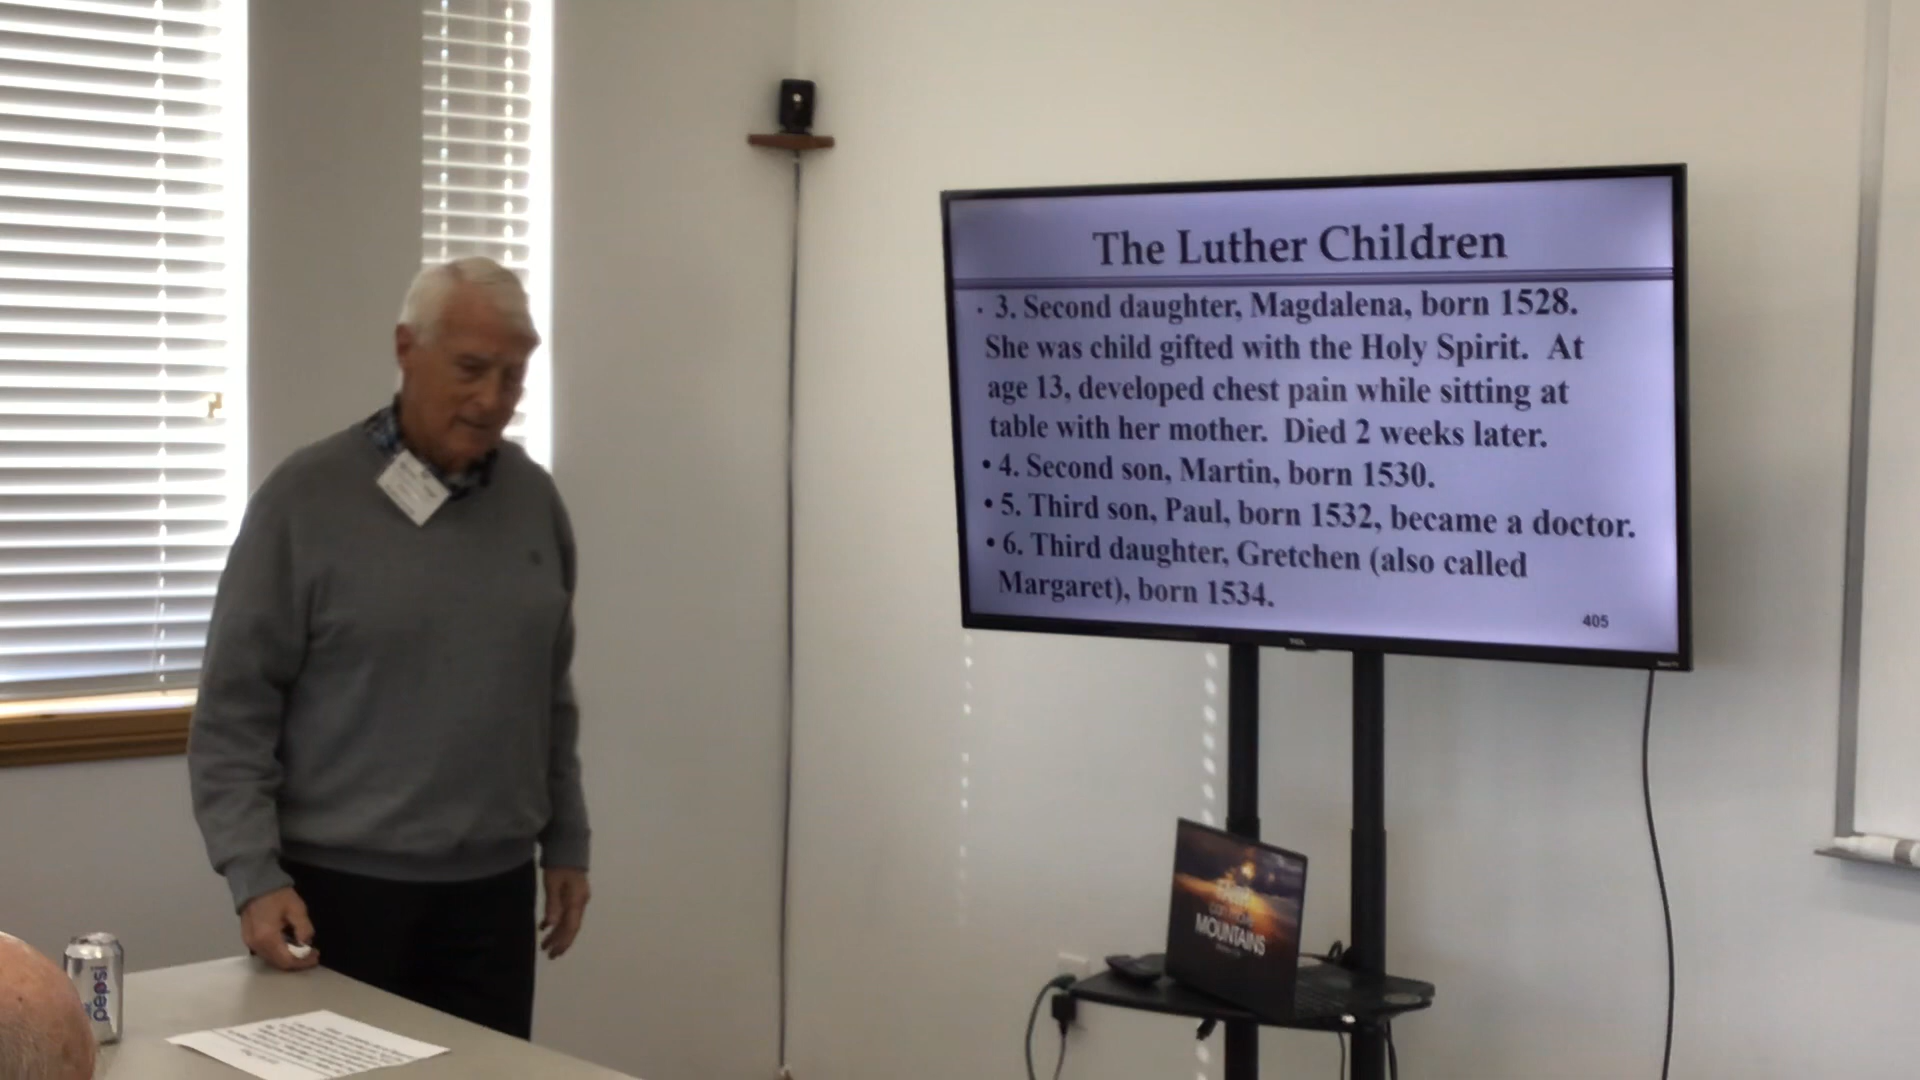 The Luther Children
• 3. Second daughter, Magdalena, born 1528.
She was child gifted with the Holy Spirit. At
age 13, developed chest pain while sitting at
table with her mother. Died 2 weeks later.
• 4. Second son, Martin, born 1530.
• 5. Third son, Paul, born 1532, became a doctor.
• 6. Third daughter, Gretchen (also called
Margaret), born 1534.
405
TCL
MOUNTAINS
pepsi